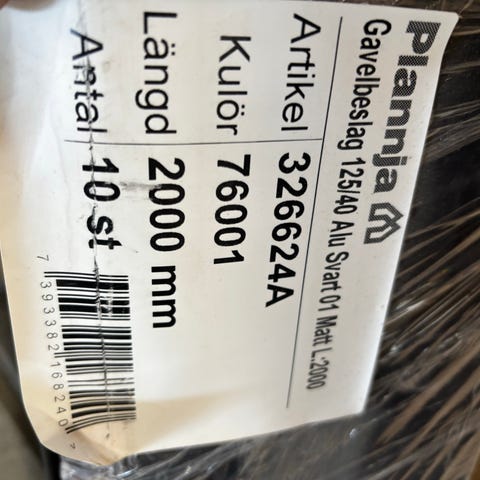 Plannja
Gavelbeslag 125/40 Alu Svart 01 Matt L:2000
Artikel 326624A
Kulör 76001
Längd 2000 mm
Antal 10 st
7 393382 168240